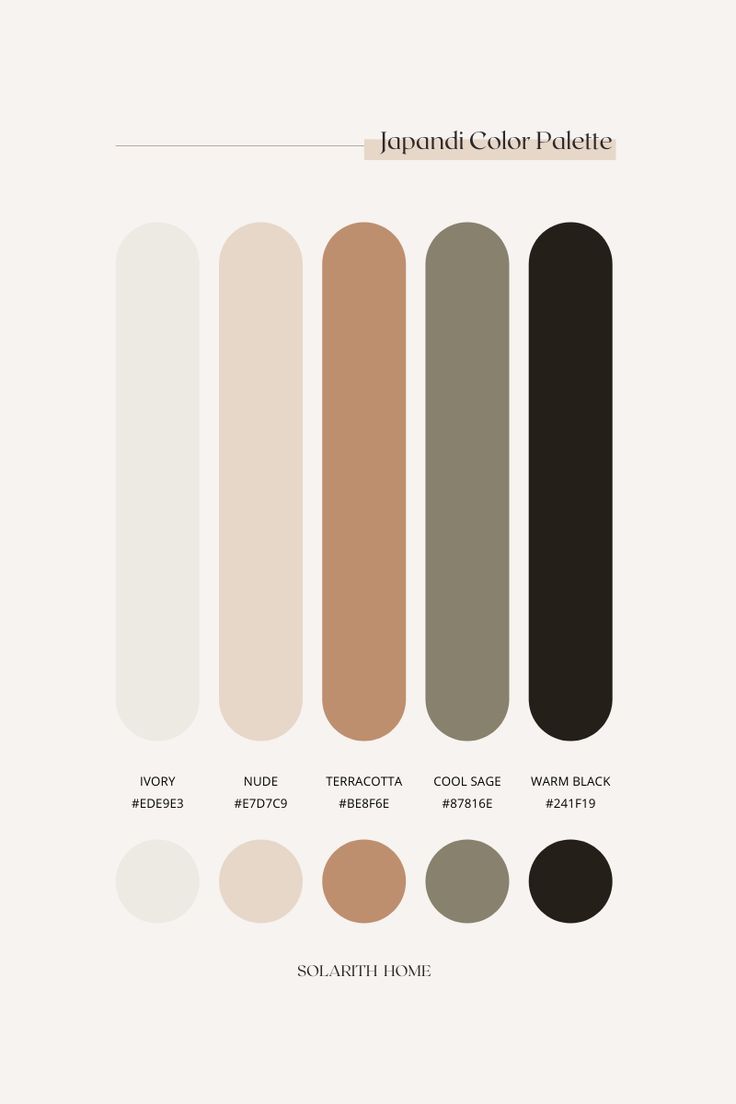 Japandi Color Palette
IVORY
#EDE9E3
NUDE
#E7D7C9
TERRACOTTA
#BE8F6E
COOL SAGE
#87816E
WARM BLACK
#241F19
SOLARITH HOME